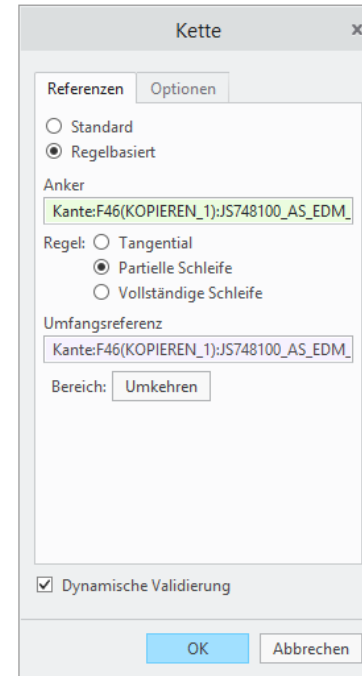 Kette
Referenzen Optionen
Standard
Regelbasiert
Anker
Kante:F46(KOPIEREN_1):JS748100_AS_EDM_
Regel: Tangential
Partielle Schleife
Vollständige Schleife
Umfangsreferenz
Kante:F46(KOPIEREN_1):JS748100_AS_EDM_
Bereich: Umkehren
Dynamische Validierung
OK Abbrechen